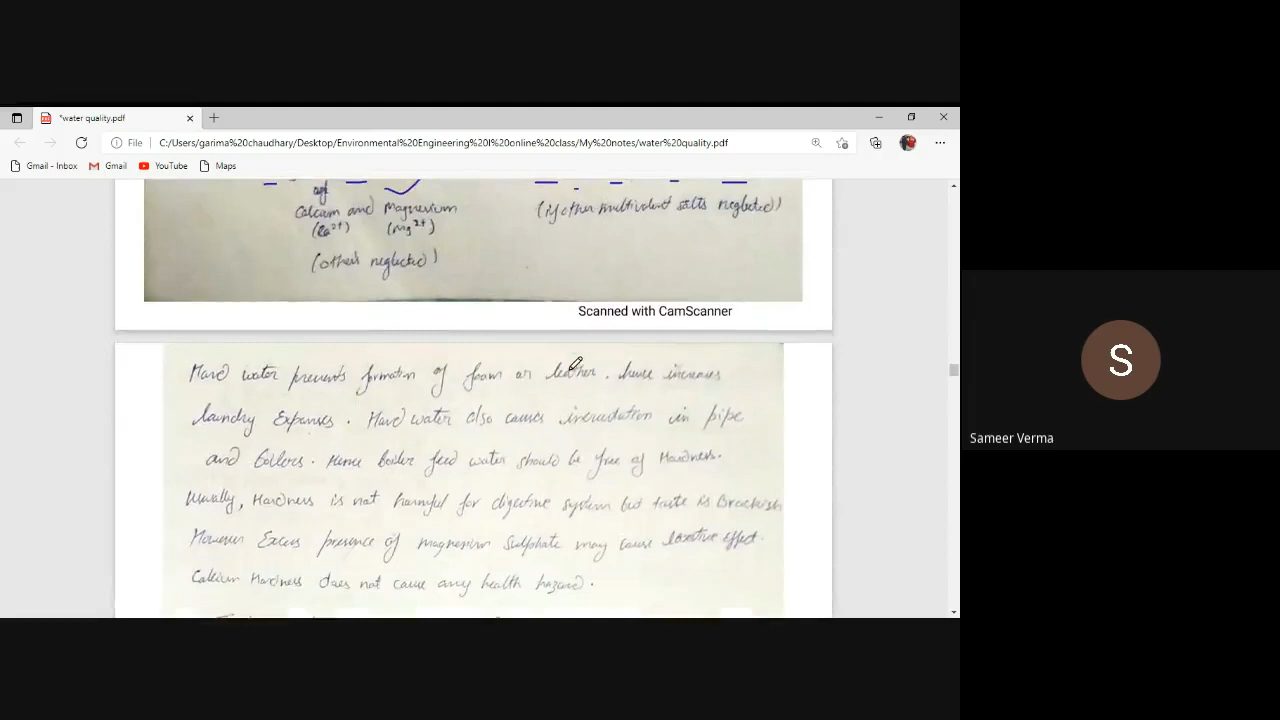 *water quality.pdf
File C:/Users/garima%20chaudhary/Desktop/Environmental%20Engineering%20I%20online%20class/My%20notes/water%20quality.pdf
Gmail - Inbox Gmail YouTube Maps
Calcium and Magnesium (if other multivalent salts neglected)
(Ca²⁺) (Mg²⁺)
(others neglected)
Scanned with CamScanner
Hard water prevents formation of foam or leather. hence increases
laundry Expenses. Hard water also causes incrustation in pipe
and boilers. Hence boiler feed water should be free of Hardness.
Usually, Hardness is not harmful for digestive system but taste is Brackish
However Excess presence of magnesium sulphate may cause laxative effect.
Calcium Hardness does not cause any health hazard.
S
Sameer Verma